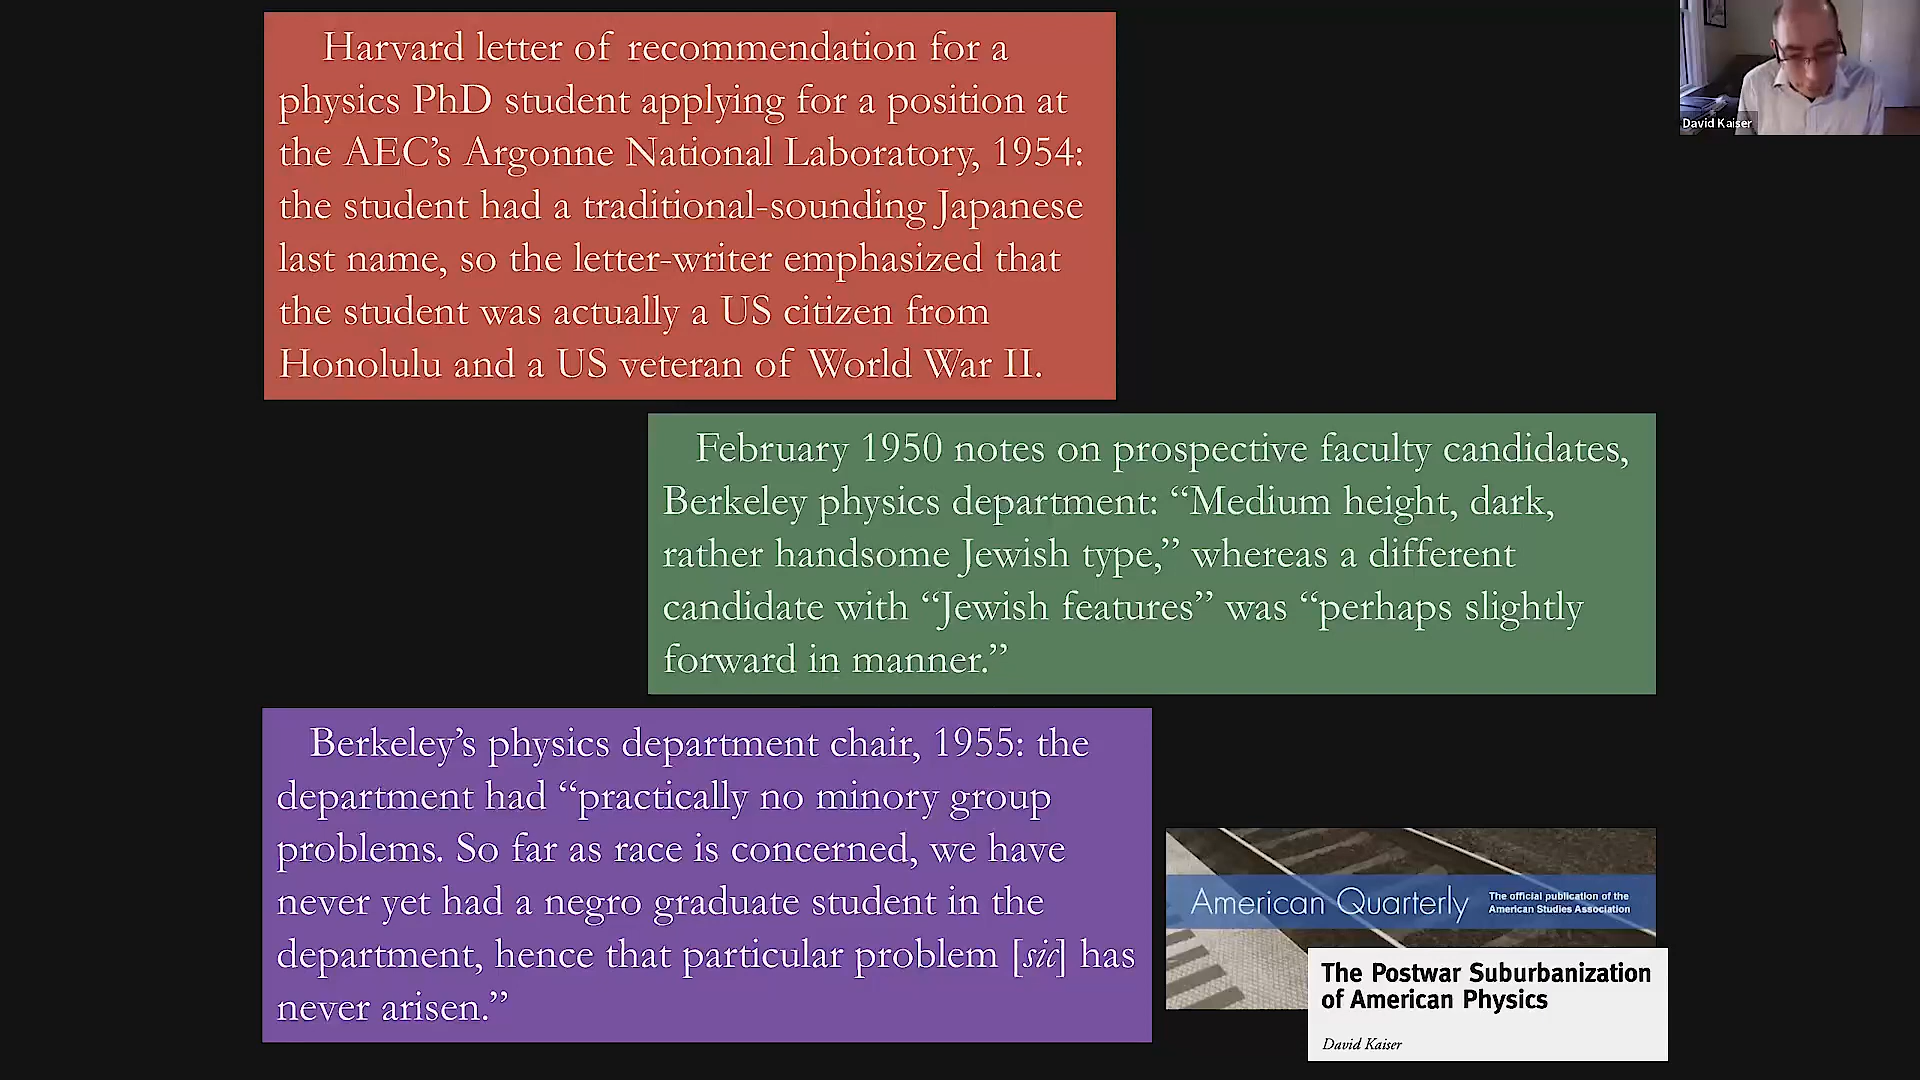 Harvard letter of recommendation for a
physics PhD student applying for a position at
the AEC’s Argonne National Laboratory, 1954:
the student had a traditional-sounding Japanese
last name, so the letter-writer emphasized that
the student was actually a US citizen from
Honolulu and a US veteran of World War II.
David Kaiser
February 1950 notes on prospective faculty candidates,
Berkeley physics department: “Medium height, dark,
rather handsome Jewish type,” whereas a different
candidate with “Jewish features” was “perhaps slightly
forward in manner.”
Berkeley’s physics department chair, 1955: the
department had “practically no minory group
problems. So far as race is concerned, we have
never yet had a negro graduate student in the
department, hence that particular problem [sic] has
never arisen.”
American Quarterly
The official publication of the
American Studies Association
The Postwar Suburbanization
of American Physics
David Kaiser